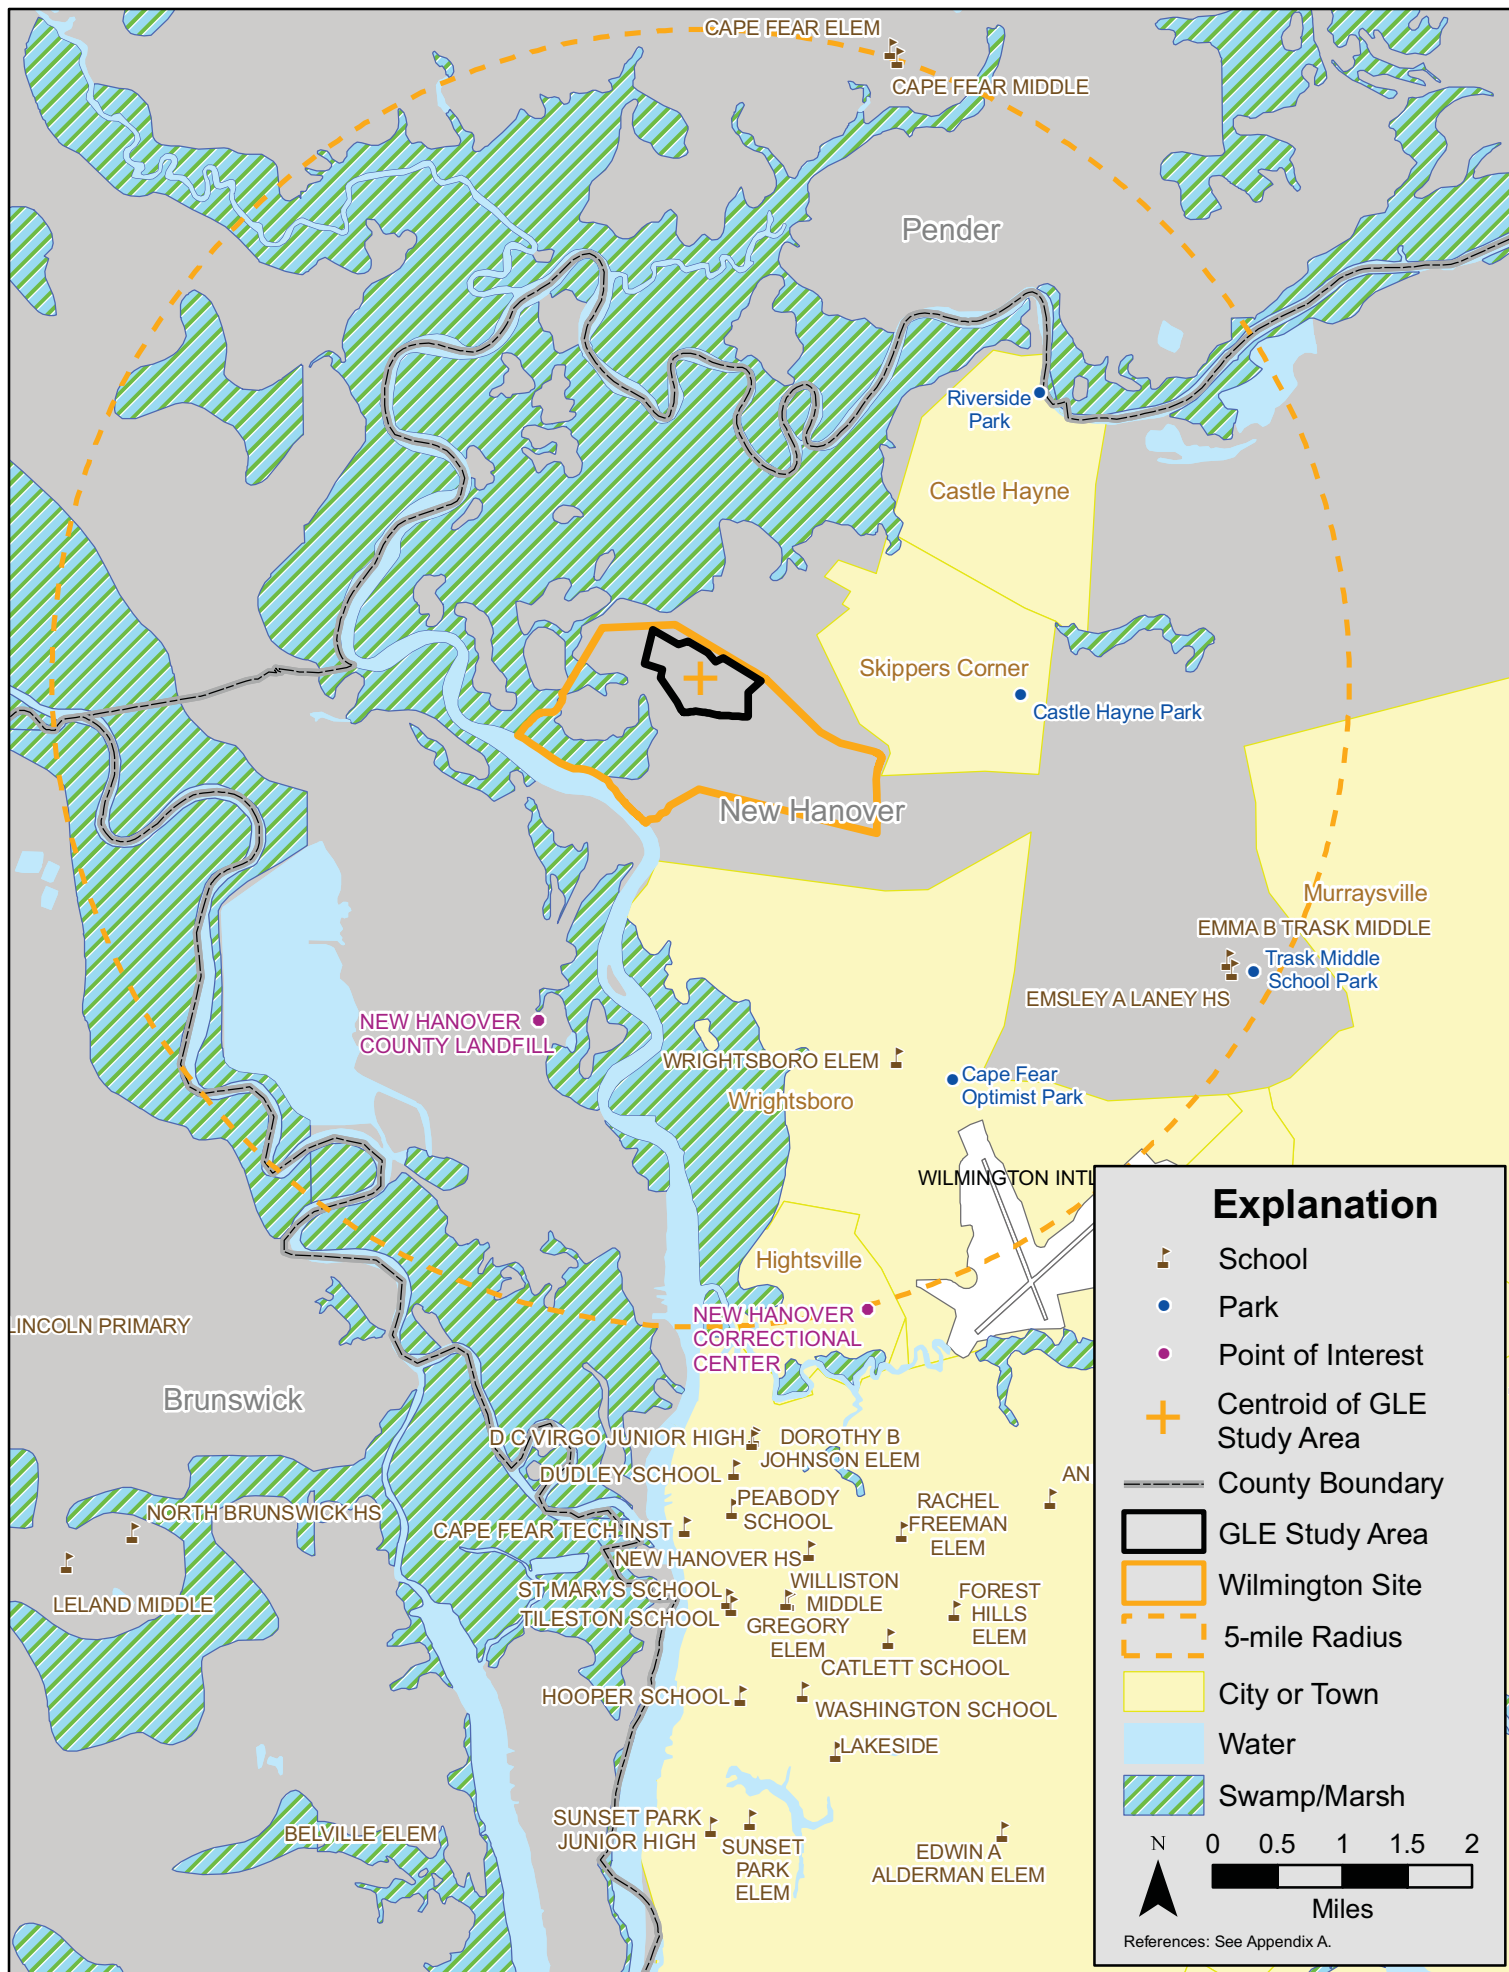 CAPE FEAR ELEM
CAPE FEAR MIDDLE
Pender
Riverside
Park
Castle Hayne
Skippers Corner
Castle Hayne Park
New Hanover
Murraysville
EMMA B TRASK MIDDLE
Trask Middle
School Park
EMSLEY A LANEY HS
NEW HANOVER
COUNTY LANDFILL
WRIGHTSBORO ELEM
Wrightsboro
Cape Fear
Optimist Park
WILMINGTON INTL
Hightsville
NEW HANOVER
CORRECTIONAL
CENTER
LINCOLN PRIMARY
Brunswick
D C VIRGO JUNIOR HIGH
DOROTHY B
JOHNSON ELEM
DUDLEY SCHOOL
AN
PEABODY
SCHOOL
RACHEL
FREEMAN
ELEM
NORTH BRUNSWICK HS
CAPE FEAR TECH INST
NEW HANOVER HS
LELAND MIDDLE
ST MARYS SCHOOL
WILLISTON
MIDDLE
FOREST
HILLS
ELEM
TILESTON SCHOOL
GREGORY
ELEM
CATLETT SCHOOL
HOOPER SCHOOL
WASHINGTON SCHOOL
LAKESIDE
BELVILLE ELEM
SUNSET PARK
JUNIOR HIGH
SUNSET
PARK
ELEM
EDWIN A
ALDERMAN ELEM
Explanation
School
Park
Point of Interest
Centroid of GLE
Study Area
County Boundary
GLE Study Area
Wilmington Site
5-mile Radius
City or Town
Water
Swamp/Marsh
N
0 0.5 1 1.5 2
Miles
References: See Appendix A.